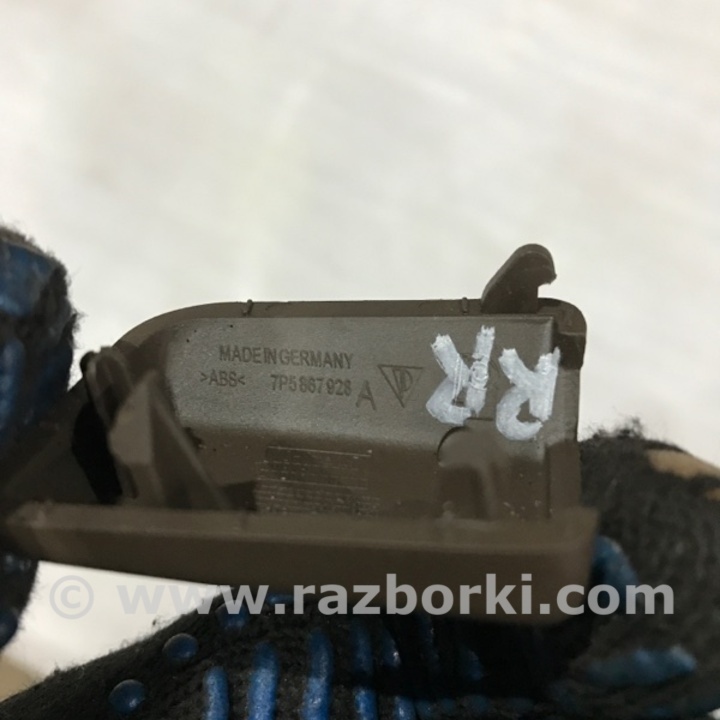 MADE IN GERMANY
>ABS< 7P5 867 928 A
RR
© www.razborki.com